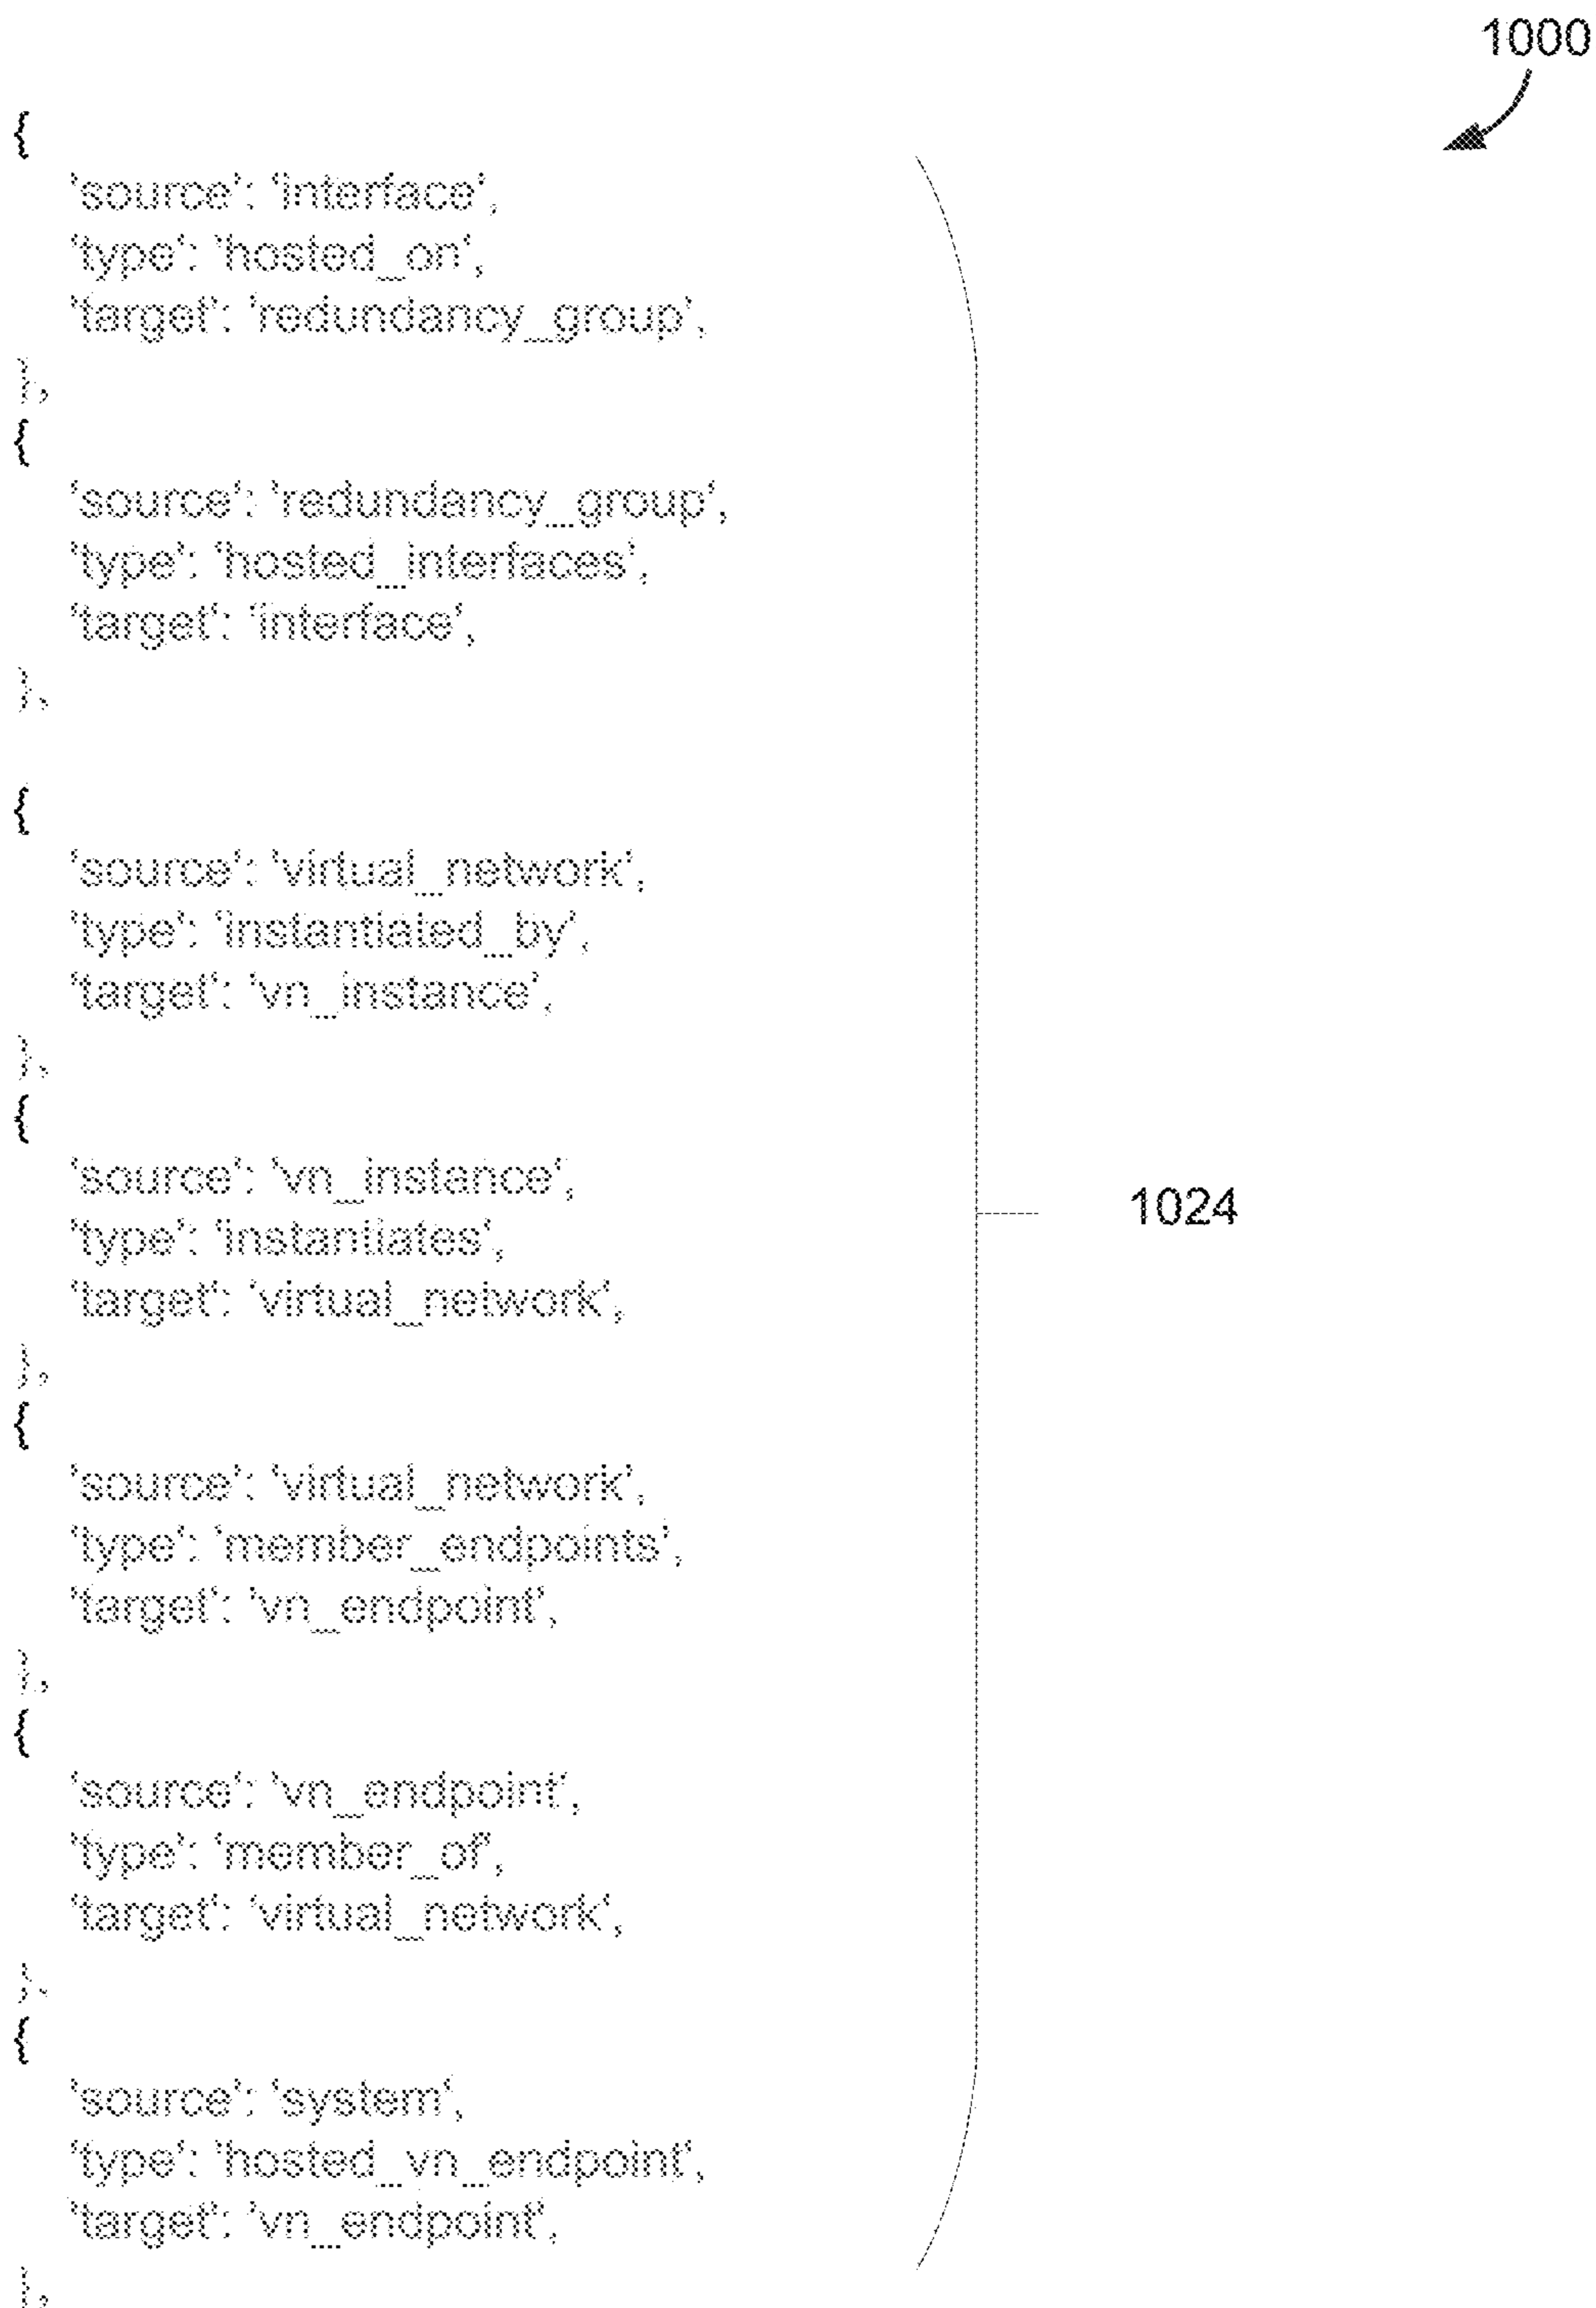 1000
{
‘source’: ‘interface’,
‘type’: ‘hosted_on’,
‘target’: ‘redundancy_group’,
},
{
‘source’: ‘redundancy_group’,
‘type’: ‘hosted_interfaces’,
‘target’: ‘interface’,
},
{
‘source’: ‘virtual_network’,
‘type’: ‘instantiated_by’,
‘target’: ‘vn_instance’,
},
{
‘source’: ‘vn_instance’,
‘type’: ‘instantiates’,
‘target’: ‘virtual_network’,
},
{
‘source’: ‘virtual_network’,
‘type’: ‘member_endpoints’,
‘target’: ‘vn_endpoint’,
},
{
‘source’: ‘vn_endpoint’,
‘type’: ‘member_of’,
‘target’: ‘virtual_network’,
},
{
‘source’: ‘system’,
‘type’: ‘hosted_vn_endpoint’,
‘target’: ‘vn_endpoint’,
},
1024